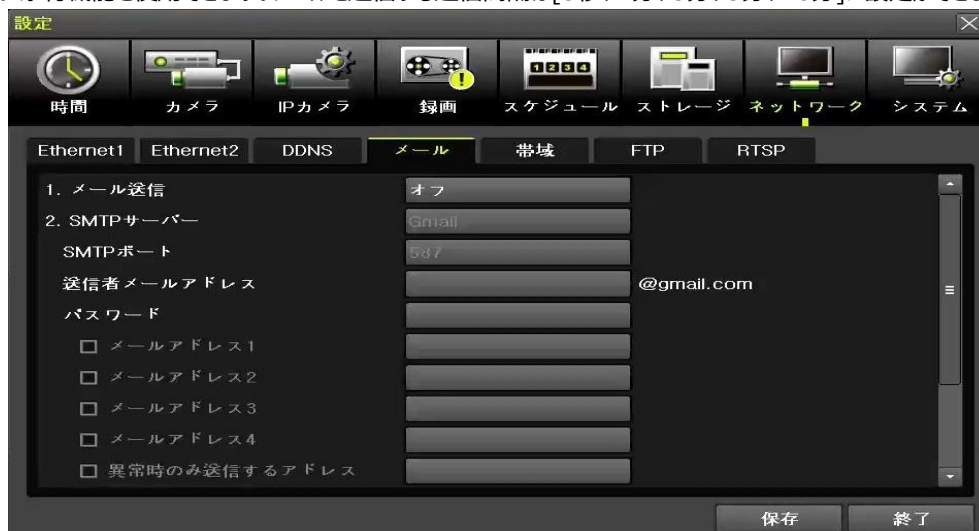 設定
1234
時間 カメラ IPカメラ 録画 スケジュール ストレージ ネットワーク システム
Ethernet1 Ethernet2 DDNS メール 帯域 FTP RTSP
1. メール送信 オフ
2. SMTPサーバー Gmail
SMTPポート 587
送信者メールアドレス @gmail.com
パスワード
メールアドレス1
メールアドレス2
メールアドレス3
メールアドレス4
異常時のみ送信するアドレス
保存 終了